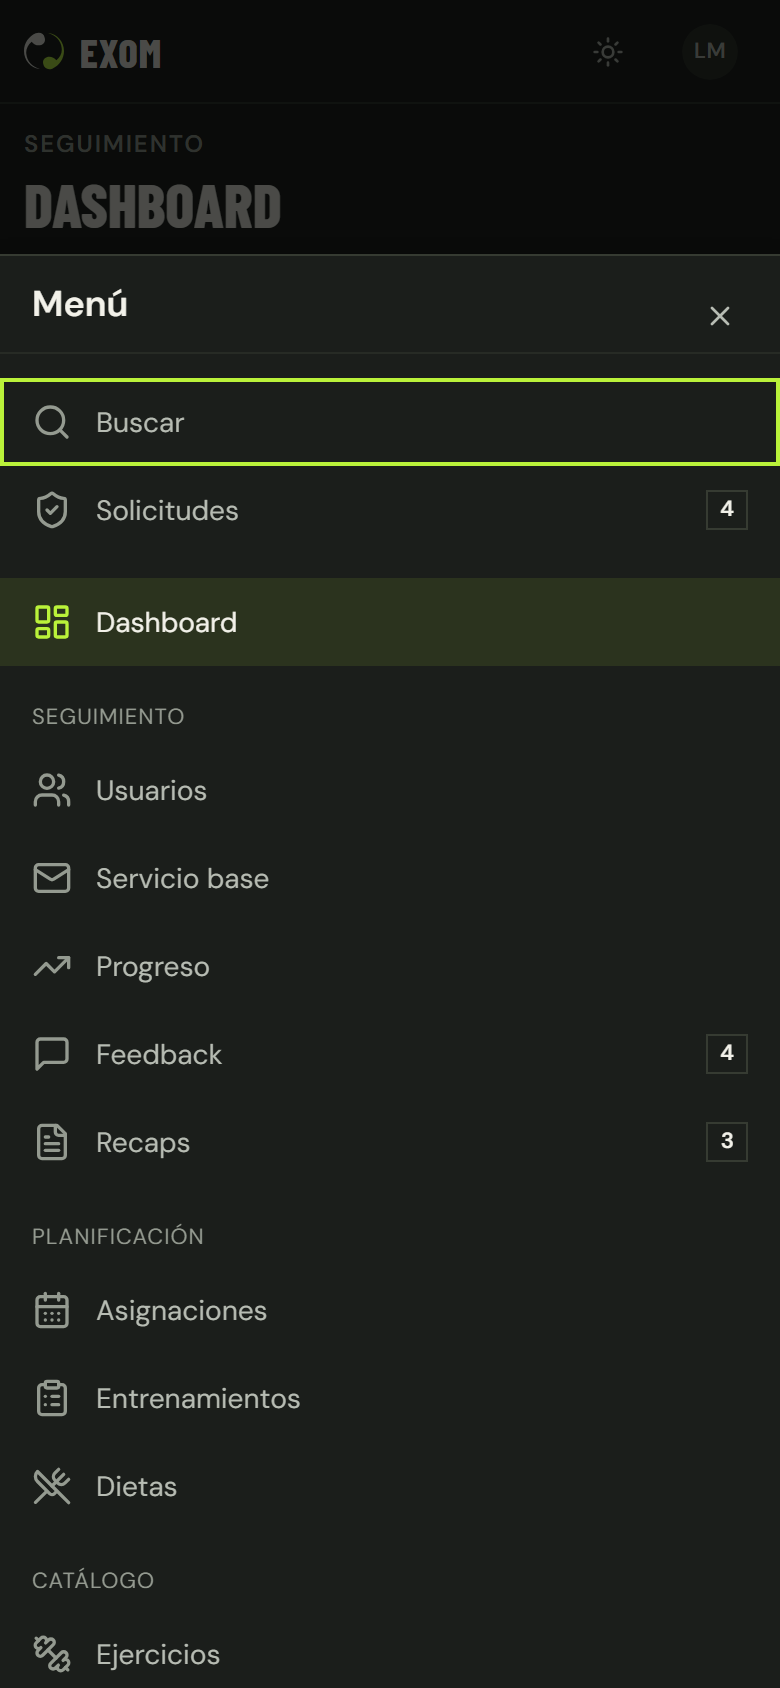 EXOM
LM
SEGUIMIENTO
DASHBOARD
Menú
Buscar
Solicitudes 4
Dashboard
SEGUIMIENTO
Usuarios
Servicio base
Progreso
Feedback 4
Recaps 3
PLANIFICACIÓN
Asignaciones
Entrenamientos
Dietas
CATÁLOGO
Ejercicios